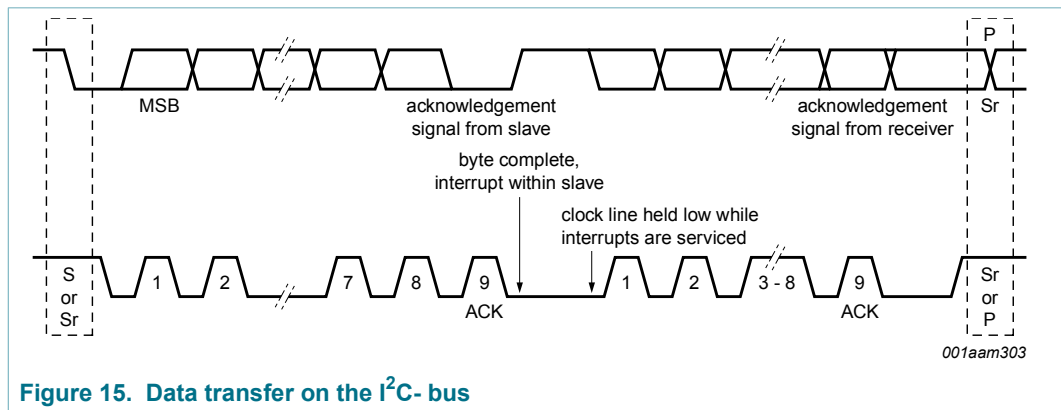 P
MSB
acknowledgement
signal from slave
acknowledgement
signal from receiver
Sr
byte complete,
interrupt within slave
clock line held low while
interrupts are serviced
S
or
Sr
1
2
7
8
9
ACK
1
2
3 - 8
9
ACK
Sr
or
P
001aam303
Figure 15. Data transfer on the I²C- bus